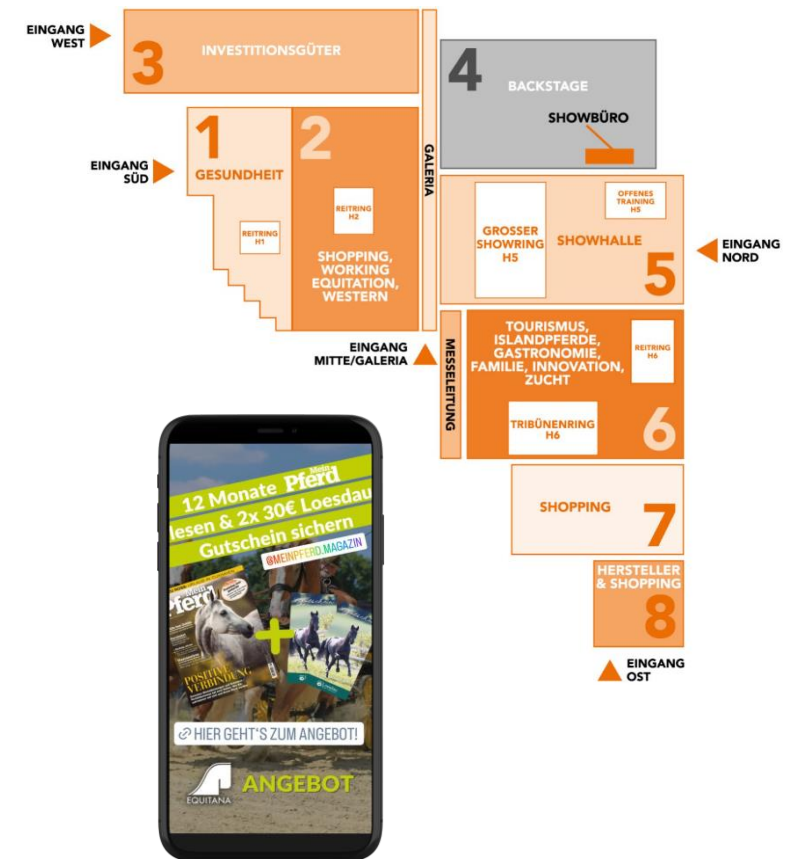 EINGANG
WEST
3
INVESTITIONSGÜTER
GALERIA
4
BACKSTAGE
SHOWBÜRO
EINGANG
SÜD
1
GESUNDHEIT
REITRING
H1
2
REITRING
H2
SHOPPING,
WORKING
EQUITATION,
WESTERN
GROSSER
SHOWRING
H5
OFFENES
TRAINING
H5
SHOWHALLE
5
EINGANG
NORD
EINGANG
MITTE/GALERIA
MESSELEITUNG
TOURISMUS,
ISLANDPFERDE,
GASTRONOMIE,
FAMILIE, INNOVATION,
ZUCHT
REITRING
H6
TRIBÜNENRING
H6
6
SHOPPING
7
HERSTELLER
& SHOPPING
8
EINGANG
OST
12 Monate Mein Pferd
lesen & 2x 30€ Loesdau
Gutschein sichern
@MEINPFERD.MAGAZIN
Mein
Pferd
POSITIVE
VERBINDUNG
HIER GEHT'S ZUM ANGEBOT!
EQUITANA
ANGEBOT